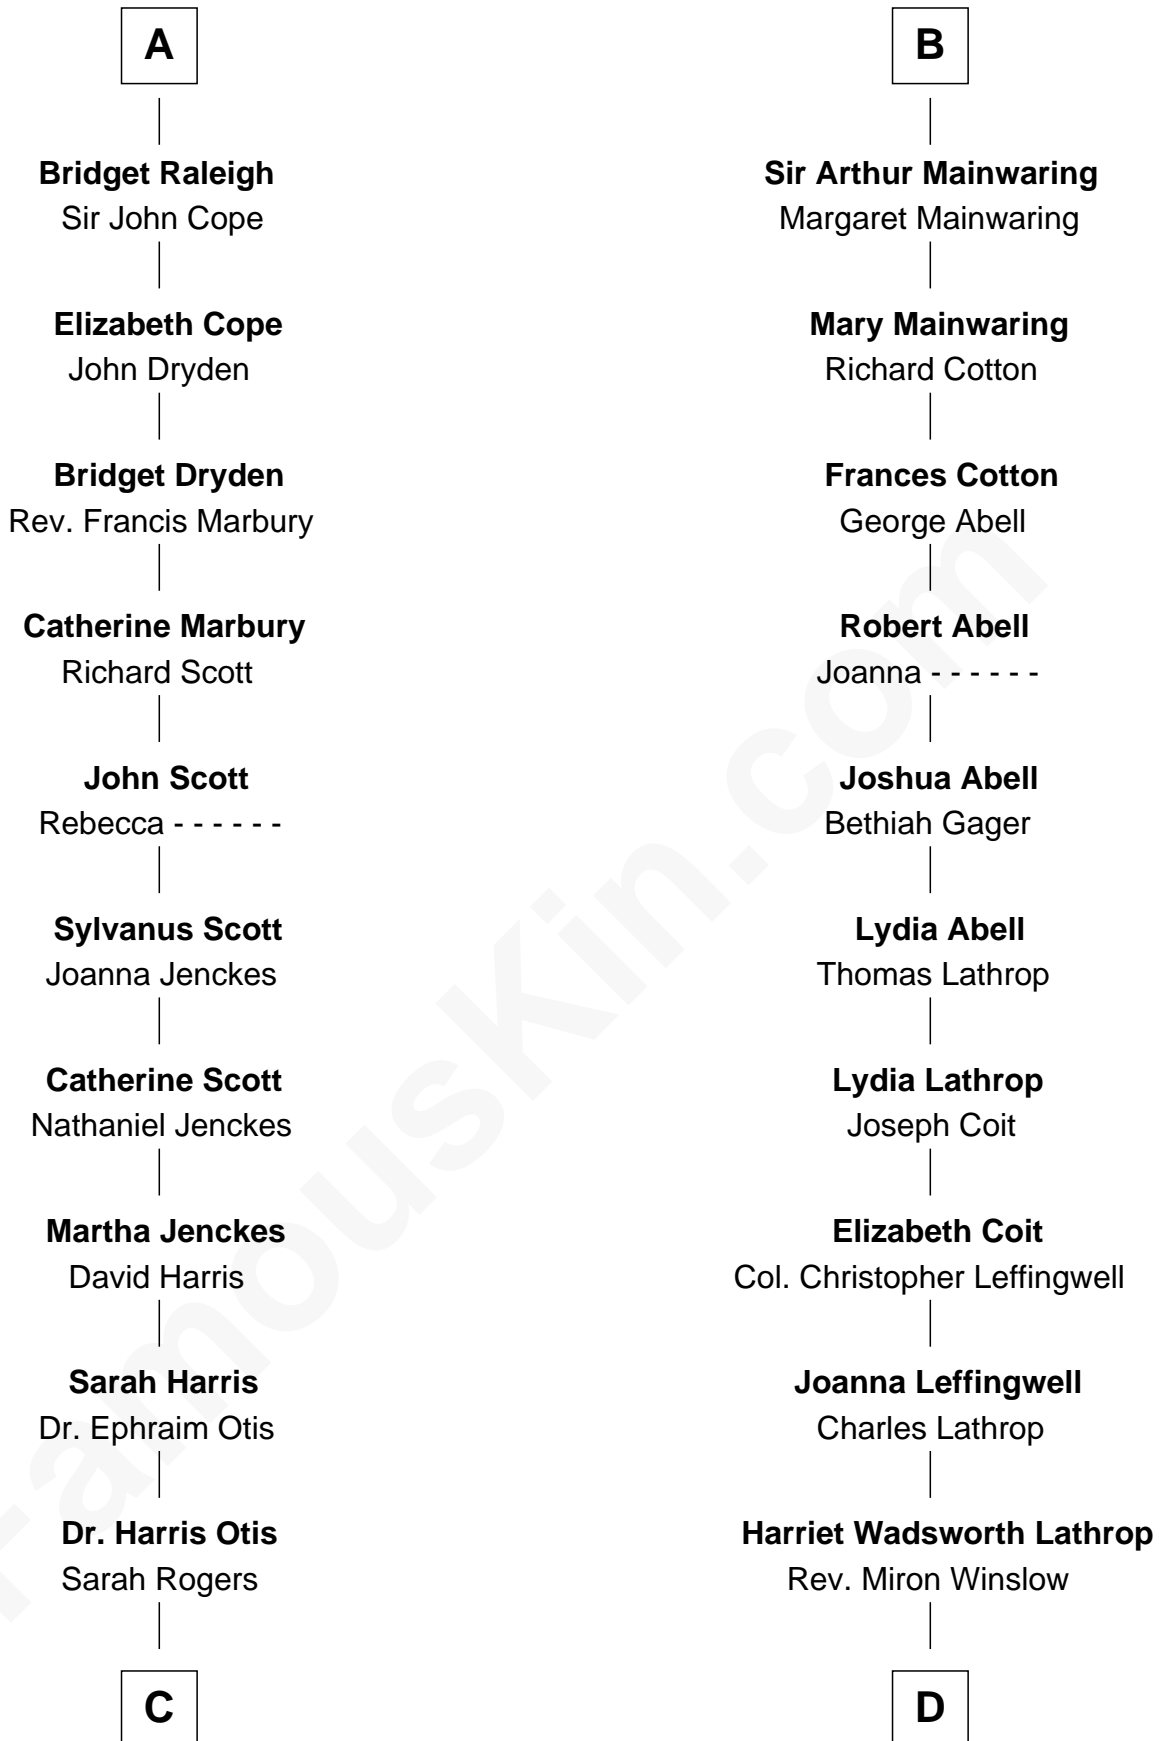 A
Bridget Raleigh
Sir John Cope
Elizabeth Cope
John Dryden
Bridget Dryden
Rev. Francis Marbury
Catherine Marbury
Richard Scott
John Scott
Rebecca - - - - - -
Sylvanus Scott
Joanna Jenckes
Catherine Scott
Nathaniel Jenckes
Martha Jenckes
David Harris
Sarah Harris
Dr. Ephraim Otis
Dr. Harris Otis
Sarah Rogers
C
B
Sir Arthur Mainwaring
Margaret Mainwaring
Mary Mainwaring
Richard Cotton
Frances Cotton
George Abell
Robert Abell
Joanna - - - - - -
Joshua Abell
Bethiah Gager
Lydia Abell
Thomas Lathrop
Lydia Lathrop
Joseph Coit
Elizabeth Coit
Col. Christopher Leffingwell
Joanna Leffingwell
Charles Lathrop
Harriet Wadsworth Lathrop
Rev. Miron Winslow
D
FamousKin.com